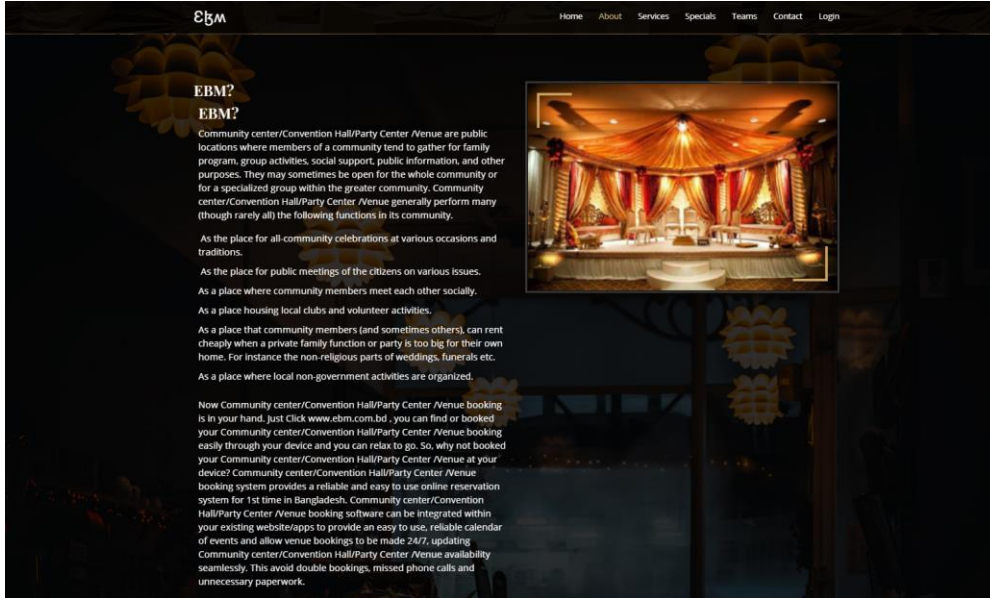 Home About Services Specials Teams Contact Login
EBM?
EBM?
Community center/Convention Hall/Party Center /Venue are public
locations where members of a community tend to gather for family
program, group activities, social support, public information, and other
purposes. They may sometimes be open for the whole community or
for a specialized group within the greater community. Community
center/Convention Hall/Party Center /Venue generally perform many
(though rarely all) the following functions in its community.
As the place for all-community celebrations at various occasions and
traditions.
As the place for public meetings of the citizens on various issues.
As a place where community members meet each other socially.
As a place housing local clubs and volunteer activities.
As a place that community members (and sometimes others), can rent
cheaply when a private family function or party is too big for their own
home. For instance the non-religious parts of weddings, funerals etc.
As a place where local non-government activities are organized.
Now Community center/Convention Hall/Party Center /Venue booking
is in your hand. Just Click www.ebm.com.bd , you can find or booked
your Community center/Convention Hall/Party Center /Venue booking
easily through your device and you can relax to go. So, why not booked
your Community center/Convention Hall/Party Center /Venue at your
device? Community center/Convention Hall/Party Center /Venue
booking system provides a reliable and easy to use online reservation
system for 1st time in Bangladesh. Community center/Convention
Hall/Party Center /Venue booking software can be integrated within
your existing website/apps to provide an easy to use, reliable calendar
of events and allow venue bookings to be made 24/7, updating
Community center/Convention Hall/Party Center /Venue availability
seamlessly. This avoid double bookings, missed phone calls and
unnecessary paperwork.